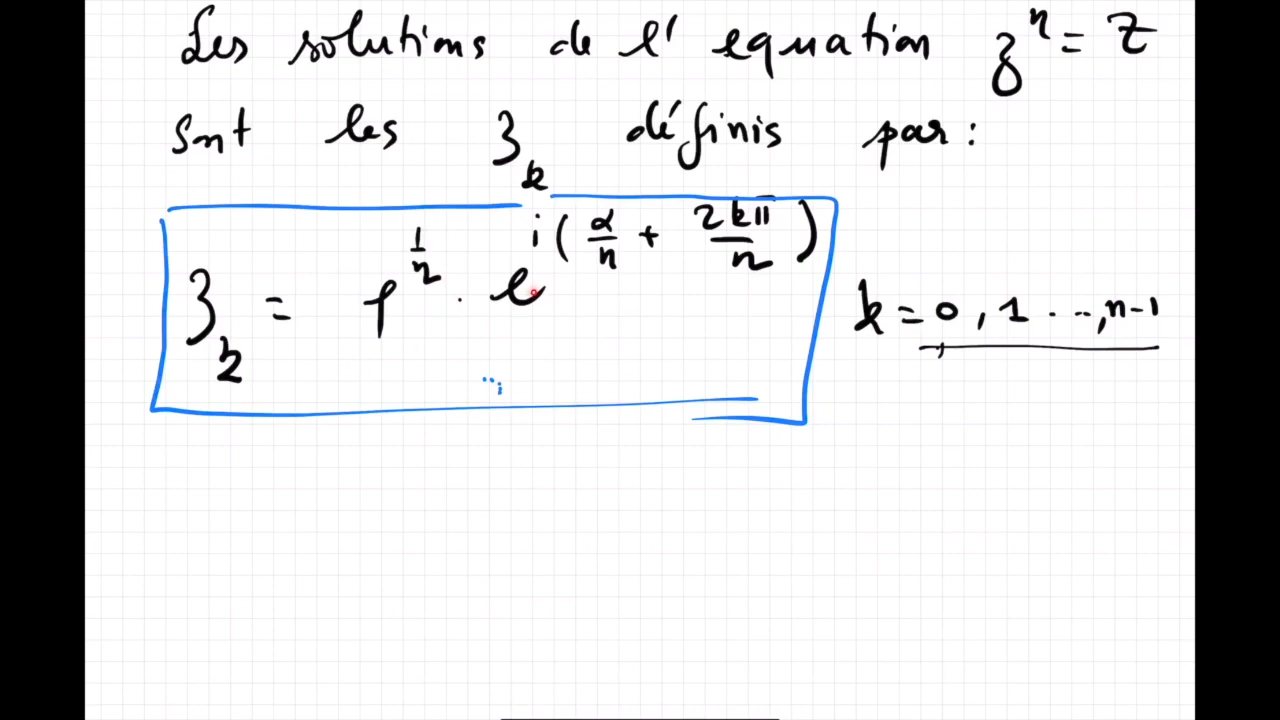 Les solutions de l'equation z^n = Z
sont les z_k définis par :
z_k = ρ^{1/n} · e^{i(α/n + 2kπ/n)}
k = 0, 1 ..., n-1